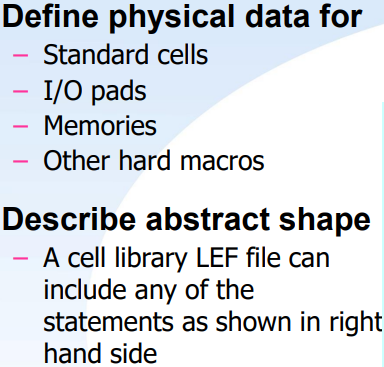 Define physical data for
– Standard cells
– I/O pads
– Memories
– Other hard macros
Describe abstract shape
– A cell library LEF file can
include any of the
statements as shown in right
hand side